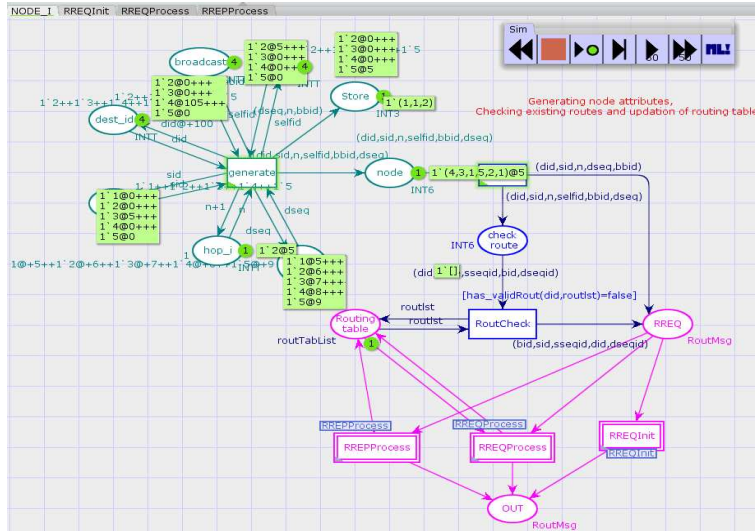 NODE_I RREQInit RREQProcess RREPProcess
Sim
broadcast
4
INTT
1`2@5+++
1`3@0+++
1`4@0+++
1`5@0
4
INTT
1`2@0+++
1`3@0+++
1`4@0+++
1`5@5
1`2@0+++
1`3@0+++
1`4@105+++
1`5@0
Store
1`(1,1,2)
INT3
Generating node attributes,
Checking existing routes and updation of routing table
dest_id
4
INTT
did@+100
did
selfid
(dseq,n,bbid)
selfid
(did,sid,n,selfid,bbid,dseq)
(did,sid,n,selfid,bbid,dseq)
generate
node
1
1`(4,3,1,5,2,1)@5
INT6
(did,sid,n,dseq,bbid)
(did,sid,n,selfid,bbid,dseq)
sid
sid
1`1@0+++
1`2@0+++
1`3@5+++
1`4@0+++
1`5@0
n+1
n
dseq
dseq
hop_i
1
1`2@5
INTT
1`1@5+++
1`2@6+++
1`3@7+++
1`4@8+++
1`5@9
check
route
INT6
(did
1`[]
,sseqid,bid,dseqid)
[has_validRout(did,routlst)=false]
Routing
table
routlst
routlst
RoutCheck
RREQ
RoutMsg
routTabList
1
(bid,sid,sseqid,did,dseqid)
RREPProcess
RREPProcess
RREQProcess
RREQProcess
RREQInit
RREQInit
OUT
RoutMsg